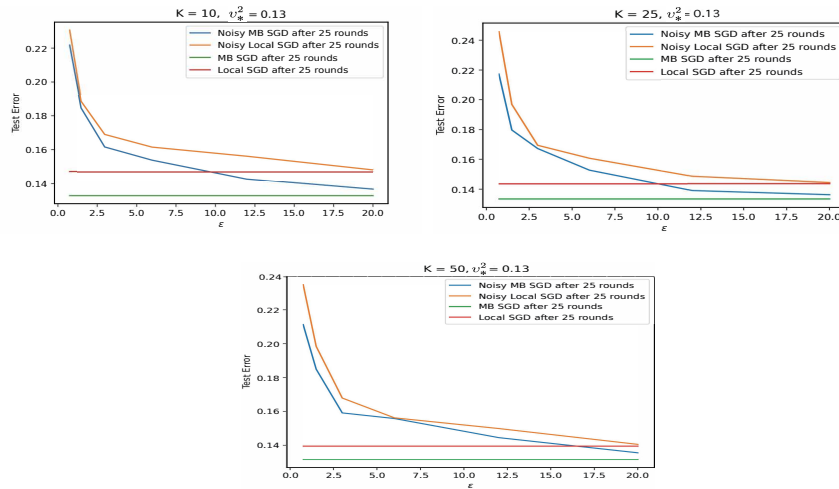 K = 10, υ²* = 0.13
Noisy MB SGD after 25 rounds
Noisy Local SGD after 25 rounds
MB SGD after 25 rounds
Local SGD after 25 rounds
Test Error
0.22
0.20
0.18
0.16
0.14
0.0 2.5 5.0 7.5 10.0 12.5 15.0 17.5 20.0
ε
K = 25, υ²* = 0.13
Noisy MB SGD after 25 rounds
Noisy Local SGD after 25 rounds
MB SGD after 25 rounds
Local SGD after 25 rounds
Test Error
0.24
0.22
0.20
0.18
0.16
0.14
0.0 2.5 5.0 7.5 10.0 12.5 15.0 17.5 20.0
ε
K = 50, υ²* = 0.13
Noisy MB SGD after 25 rounds
Noisy Local SGD after 25 rounds
MB SGD after 25 rounds
Local SGD after 25 rounds
Test Error
0.24
0.22
0.20
0.18
0.16
0.14
0.0 2.5 5.0 7.5 10.0 12.5 15.0 17.5 20.0
ε